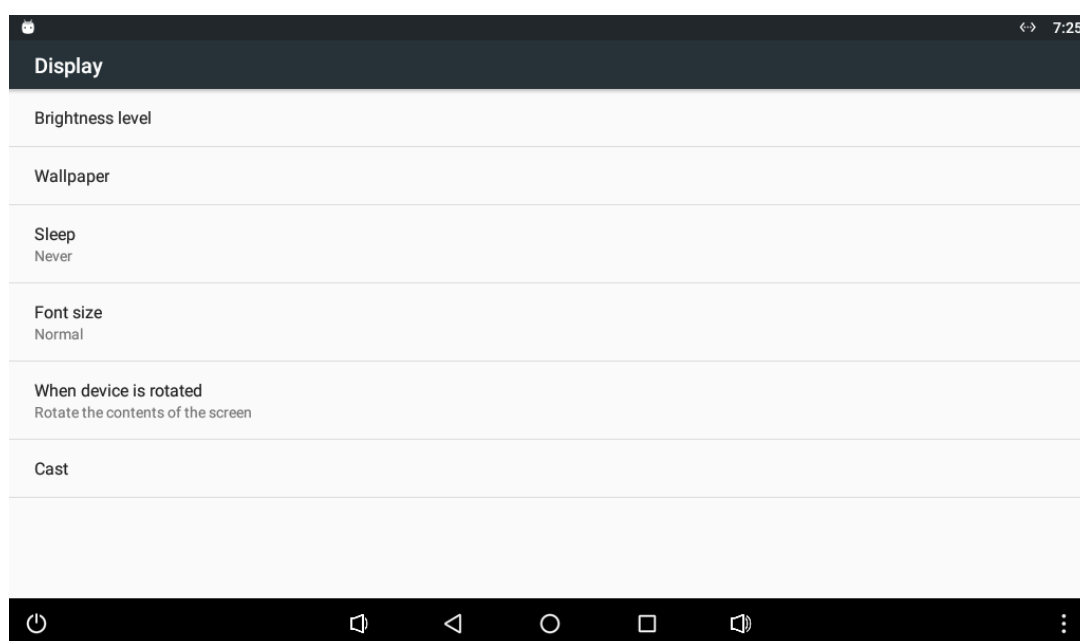 7:25
Display
Brightness level
Wallpaper
Sleep
Never
Font size
Normal
When device is rotated
Rotate the contents of the screen
Cast